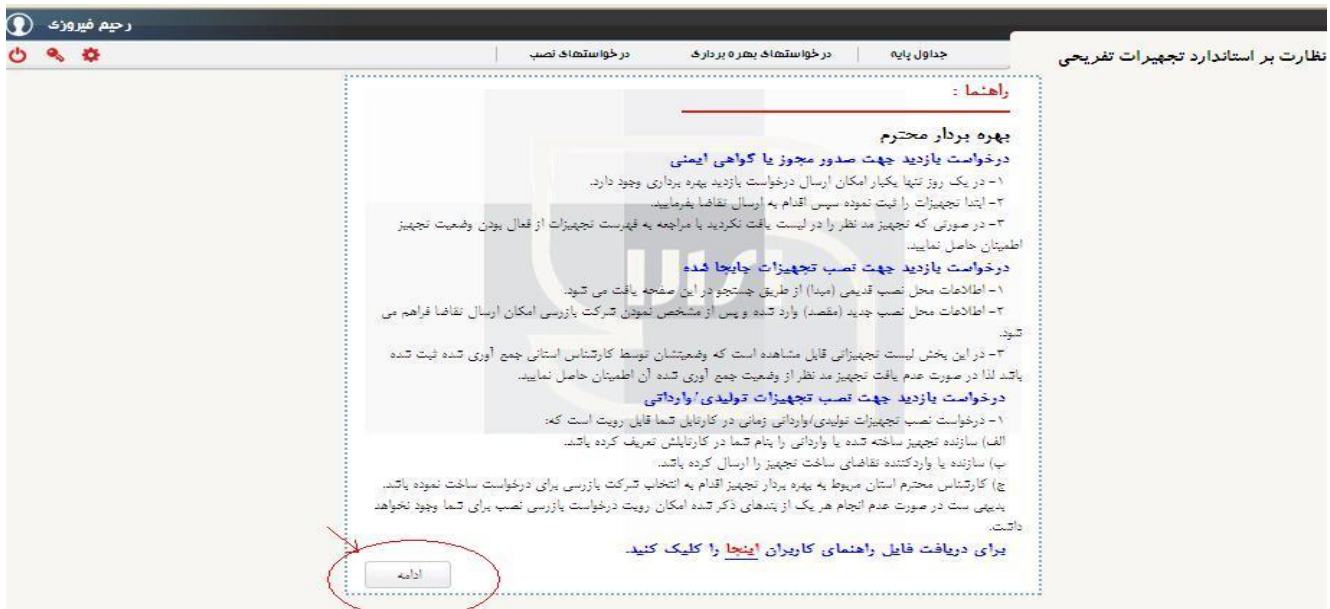 رحیم فیروزی
نظارت بر استاندارد تجهیزات تفریحی
جداول پایه
درخواستهای بهره برداری
درخواستهای نصب
راهنما :
بهره بردار محترم
درخواست بازدید جهت صدور مجوز یا گواهی ایمنی
۱- در یک روز تنها یکبار امکان ارسال درخواست بازدید بهره برداری وجود دارد.
۲- ابتدا تجهیزات را ثبت نموده سپس اقدام به ارسال تقاضا بفرمایید.
۳- در صورتی که تجهیز مد نظر را در لیست یافت نکردید با مراجعه به فهرست تجهیزات از فعال بودن وضعیت تجهیز
اطمینان حاصل نمایید.
درخواست بازدید جهت نصب تجهیزات جابجا شده
۱- اطلاعات محل نصب قدیمی (مبدا) از طریق جستجو در این صفحه یافت می شود.
۲- اطلاعات محل نصب جدید (مقصد) وارد شده و پس از مشخص نمودن شرکت بازرسی امکان ارسال تقاضا فراهم می
شود.
۳- در این بخش لیست تجهیزاتی قابل مشاهده است که وضعیتشان توسط کارشناس استانی جمع آوری شده ثبت شده
باشد لذا در صورت عدم یافت تجهیز مد نظر از وضعیت جمع آوری شده آن اطمینان حاصل نمایید.
درخواست بازدید جهت نصب تجهیزات تولیدی/وارداتی
۱- درخواست نصب تجهیزات تولیدی/وارداتی زمانی در کارتابل شما قابل رویت است که:
الف) سازنده تجهیز ساخته شده یا وارداتی را بنام شما در کارتابلش تعریف کرده باشد.
ب) سازنده یا واردکننده تقاضای ساخت تجهیز را ارسال کرده باشد.
ج) کارشناس محترم استان مربوط به بهره بردار تجهیز اقدام به انتخاب شرکت بازرسی برای درخواست ساخت نموده باشد.
بدیهی ست در صورت عدم انجام هر یک از بندهای ذکر شده امکان رویت درخواست بازرسی نصب برای شما وجود نخواهد
داشت.
برای دریافت فایل راهنمای کاربران اینجا را کلیک کنید.
ادامه